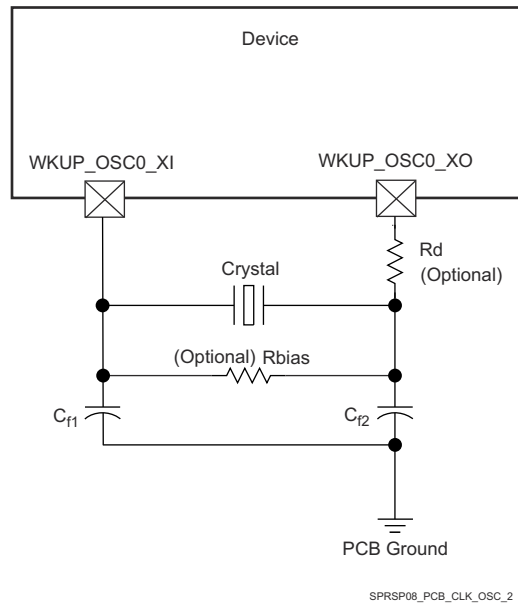 Device
WKUP_OSC0_XI
WKUP_OSC0_XO
Rd
(Optional)
Crystal
(Optional) Rbias
Cf1
Cf2
PCB Ground
SPRSP08_PCB_CLK_OSC_2